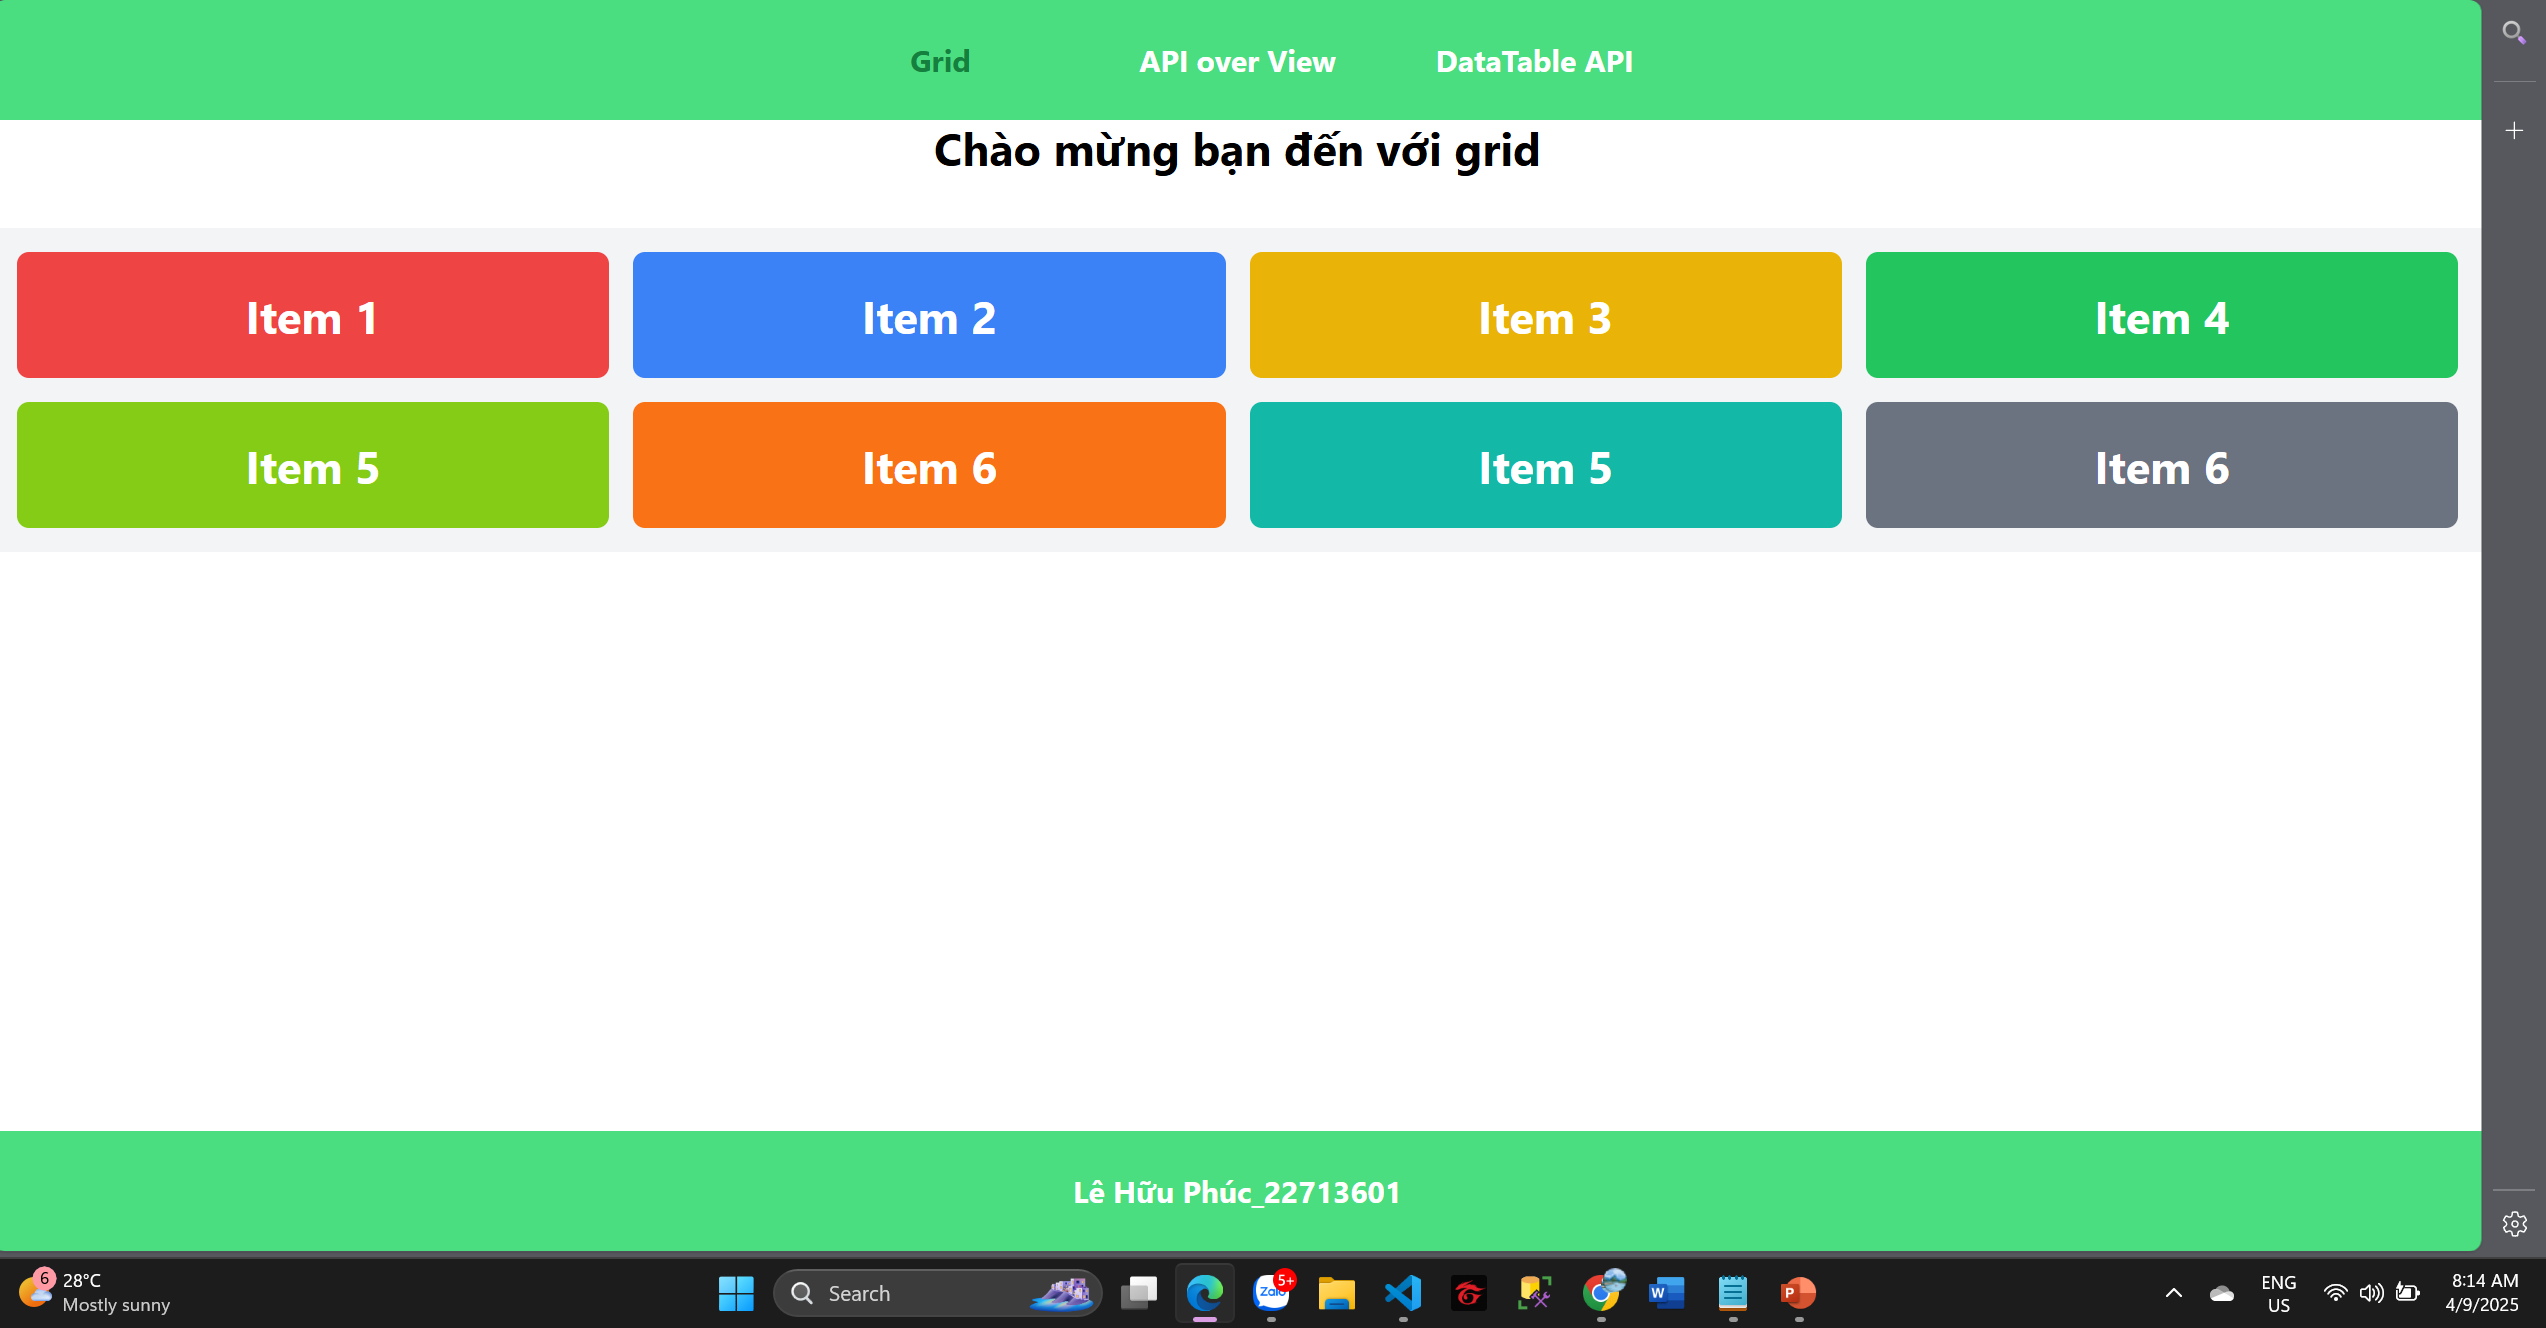 Grid API over View DataTable API
Chào mừng bạn đến với grid
Item 1 Item 2 Item 3 Item 4
Item 5 Item 6 Item 5 Item 6
Lê Hữu Phúc_22713601
6
28°C
Mostly sunny
Search
Zalo
5+
W
P
ENG
US
8:14 AM
4/9/2025